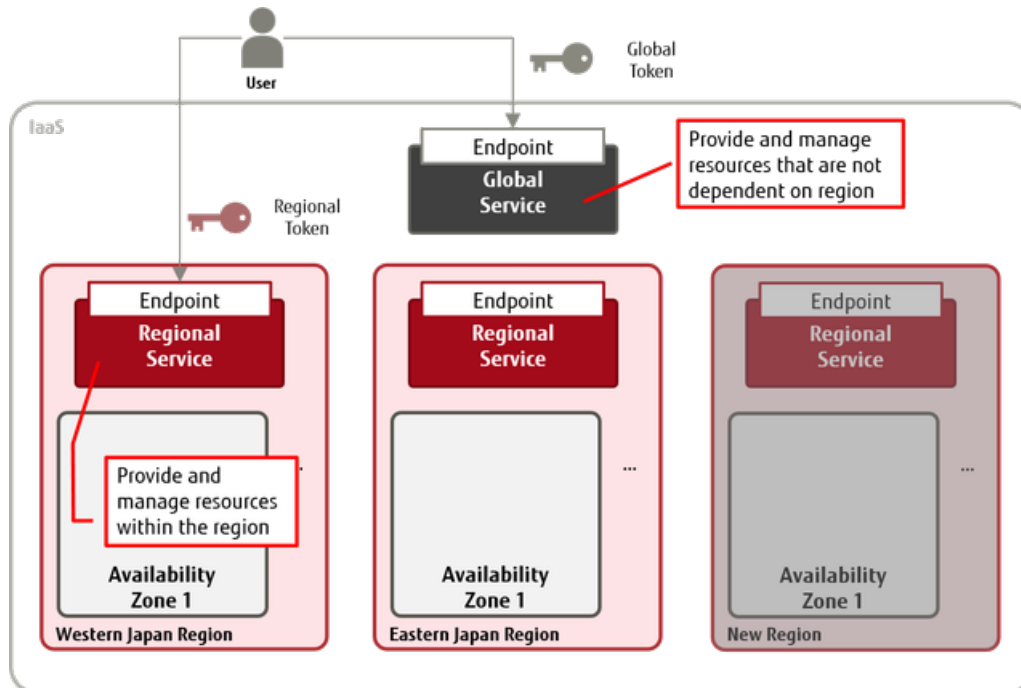 User
Global
Token
IaaS
Endpoint
Global
Service
Provide and manage
resources that are not
dependent on region
Regional
Token
Endpoint
Regional
Service
Endpoint
Regional
Service
Endpoint
Regional
Service
Provide and
manage resources
within the region
...
...
...
Availability
Zone 1
Availability
Zone 1
Availability
Zone 1
Western Japan Region
Eastern Japan Region
New Region